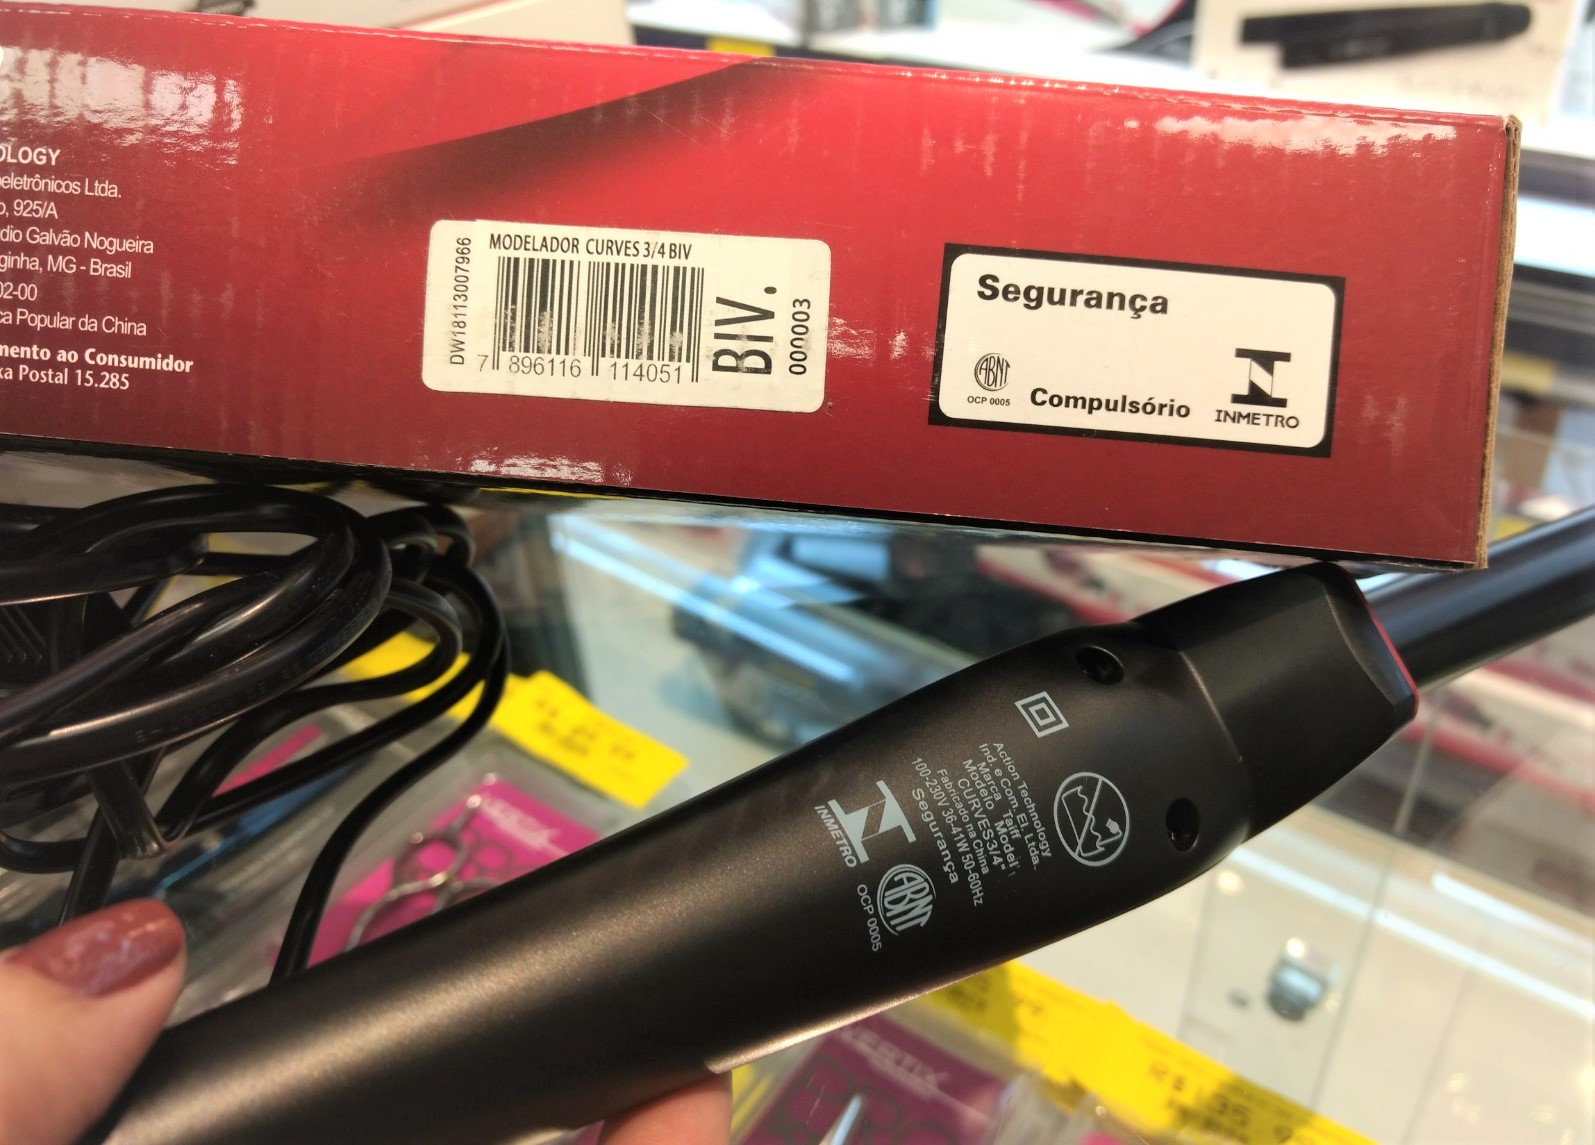 OLOGY
eletrônicos Ltda.
o, 925/A
dio Galvão Nogueira
ginha, MG - Brasil
02-00
ca Popular da China
mento ao Consumidor
xa Postal 15.285
DW18113007966
MODELADOR CURVES 3/4 BIV
7 896116 114051
BIV.
000003
Segurança
ABNT
OCP 0005
Compulsório
INMETRO
Action Technology
Ind. e Com. El. Ltda.
Marca Taiff
Modelo Model
CURVES3/4"
Fabricado na China
100-230V 36-41W 50-60Hz
Segurança
INMETRO
ABNT
OCP 0005